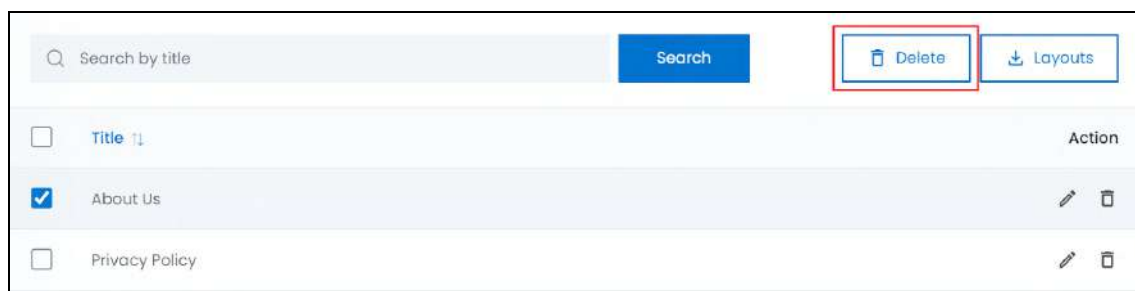 Search by title Search Delete Layouts
Title Action
About Us
Privacy Policy